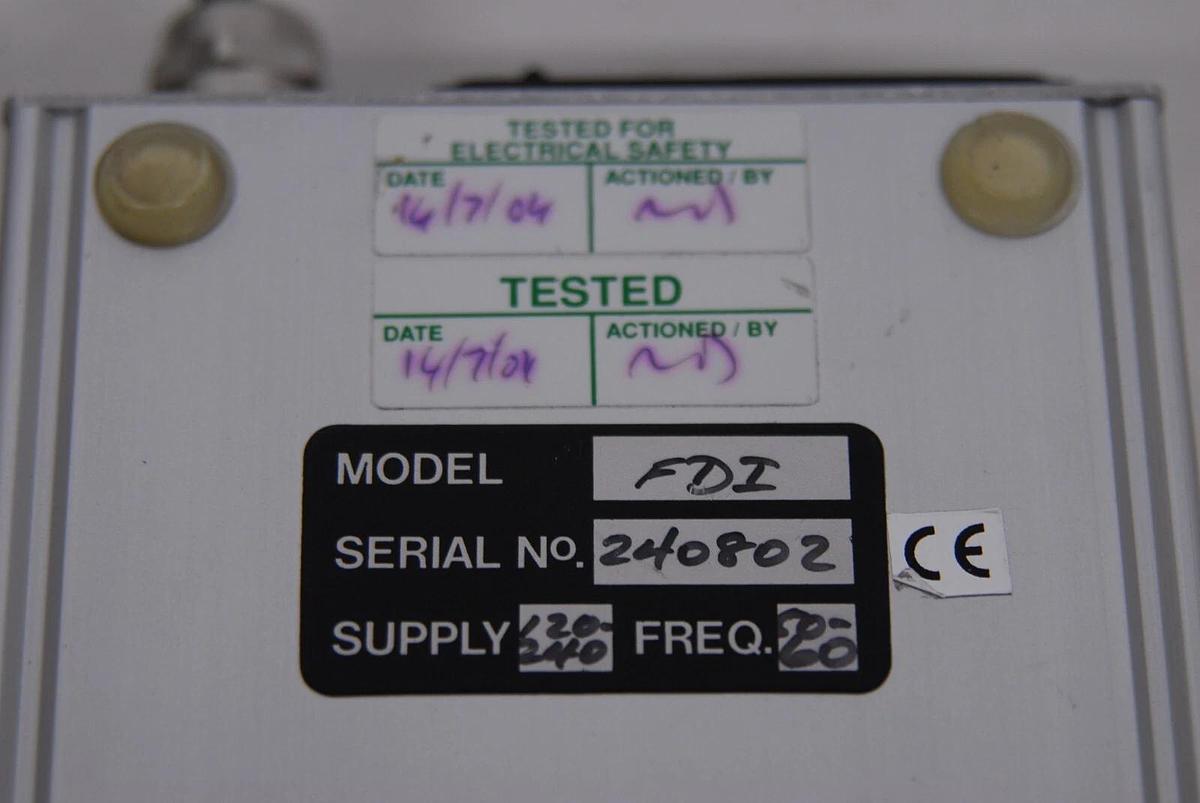 TESTED FOR
ELECTRICAL SAFETY
DATE ACTIONED / BY
14/7/04
TESTED
DATE ACTIONED / BY
14/7/04
MODEL FDI
SERIAL No. 240802
SUPPLY 120-240 FREQ. 50-60
CE